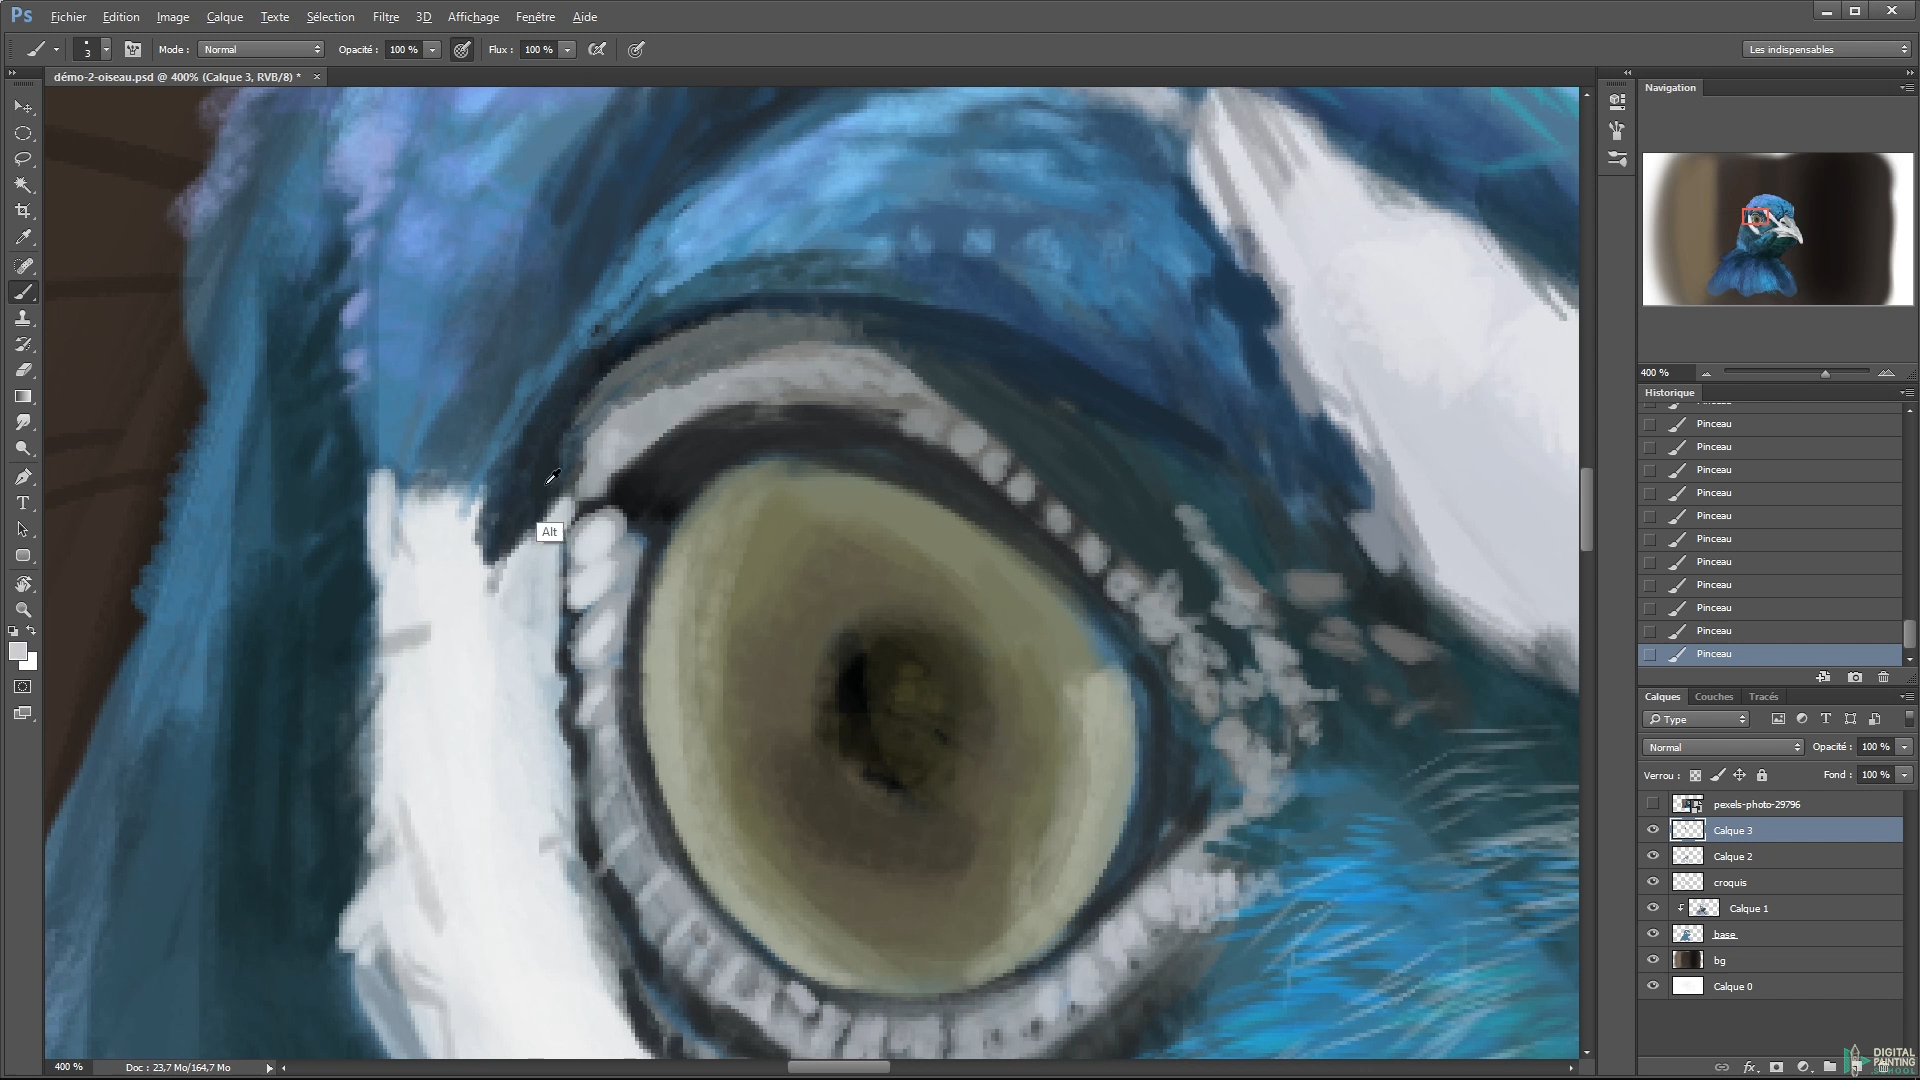 Ps Fichier Edition Image Calque Texte Sélection Filtre 3D Affichage Fenêtre Aide
3 Mode : Normal Opacité : 100 % Flux : 100 % Les indispensables
démo-2-oiseau.psd @ 400% (Calque 3, RVB/8) * ×
Navigation
400 %
Historique
Pinceau
Pinceau
Pinceau
Pinceau
Pinceau
Pinceau
Pinceau
Pinceau
Pinceau
Pinceau
Pinceau
Alt
Calques Couches Tracés
Type
Normal Opacité : 100 %
Verrou : Fond : 100 %
pexels-photo-29796
Calque 3
Calque 2
croquis
Calque 1
base
bg
Calque 0
400 % Doc : 23,7 Mo/164,7 Mo
fx
DIGITAL
PAINTING
.SCHOOL